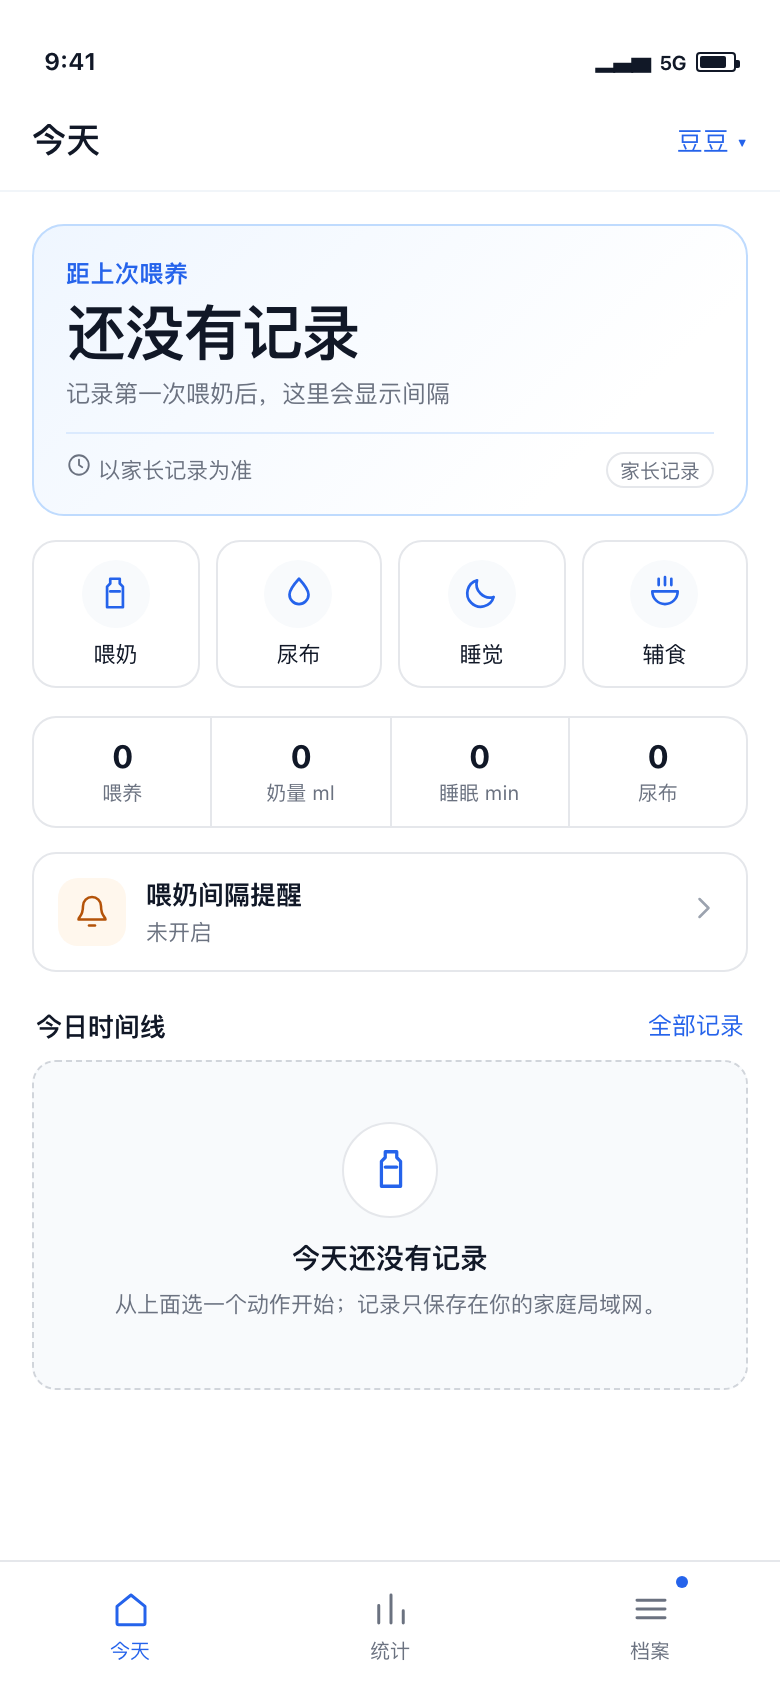 9:41
5G
今天
豆豆 ▾
距上次喂养
还没有记录
记录第一次喂奶后，这里会显示间隔
以家长记录为准
家长记录
喂奶
尿布
睡觉
辅食
0
喂养
0
奶量 ml
0
睡眠 min
0
尿布
喂奶间隔提醒
未开启
今日时间线
全部记录
今天还没有记录
从上面选一个动作开始；记录只保存在你的家庭局域网。
今天
统计
档案